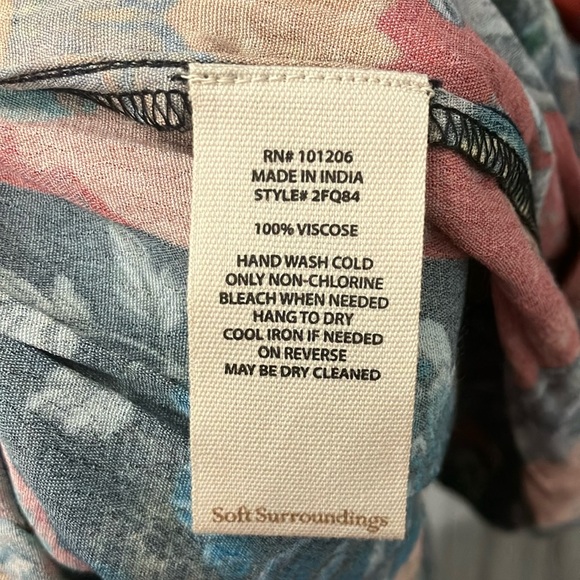 RN# 101206
MADE IN INDIA
STYLE# 2FQ84
100% VISCOSE
HAND WASH COLD
ONLY NON-CHLORINE
BLEACH WHEN NEEDED
HANG TO DRY
COOL IRON IF NEEDED
ON REVERSE
MAY BE DRY CLEANED
Soft Surroundings